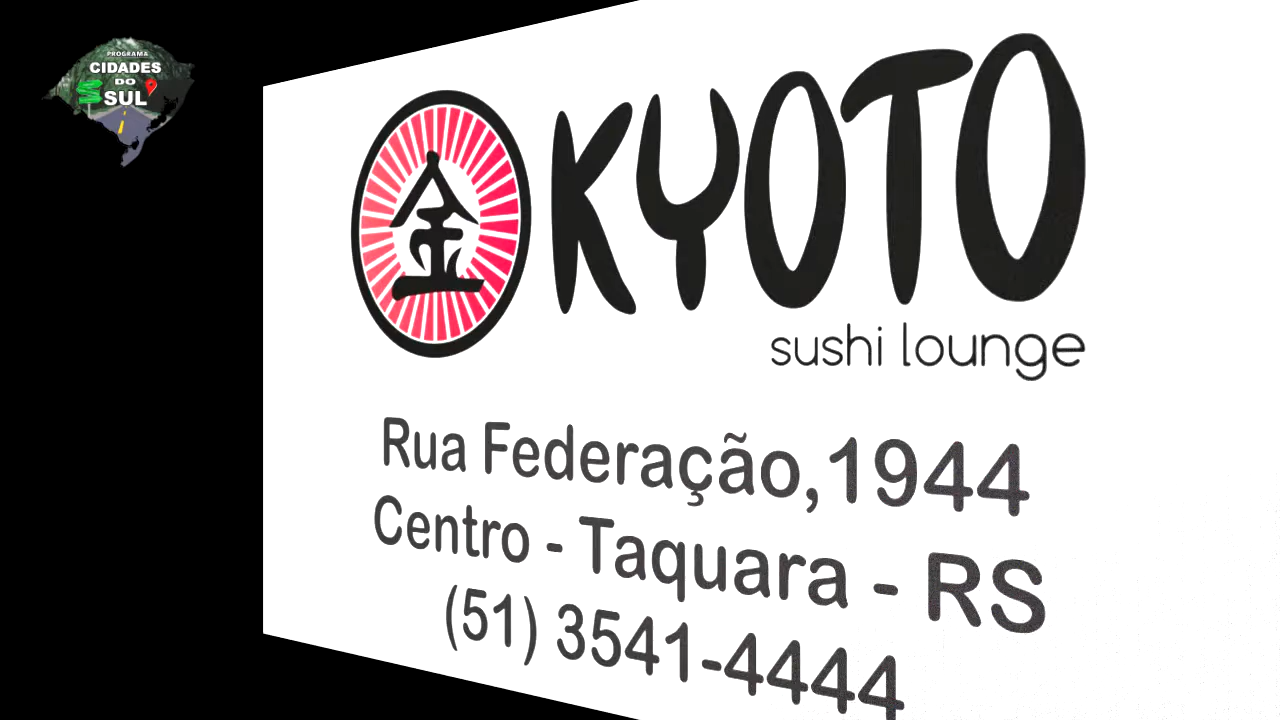 PROGRAMA
CIDADES
DO
SUL
金
KYOTO
sushi lounge
Rua Federação,1944
Centro - Taquara - RS
(51) 3541-4444